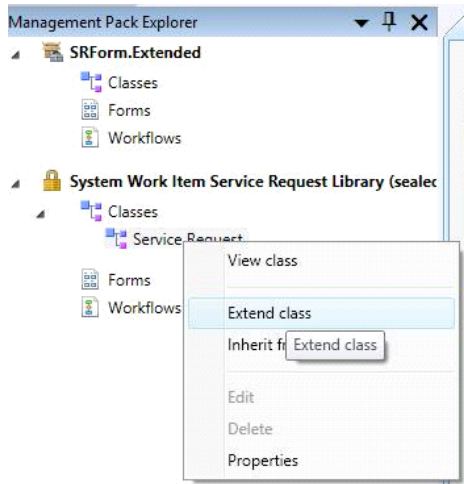 Management Pack Explorer
SRForm.Extended
Classes
Forms
Workflows
System Work Item Service Request Library (sealec
Classes
Service Request
View class
Forms
Workflows
Extend class
Inherit fr
Extend class
Edit
Delete
Properties